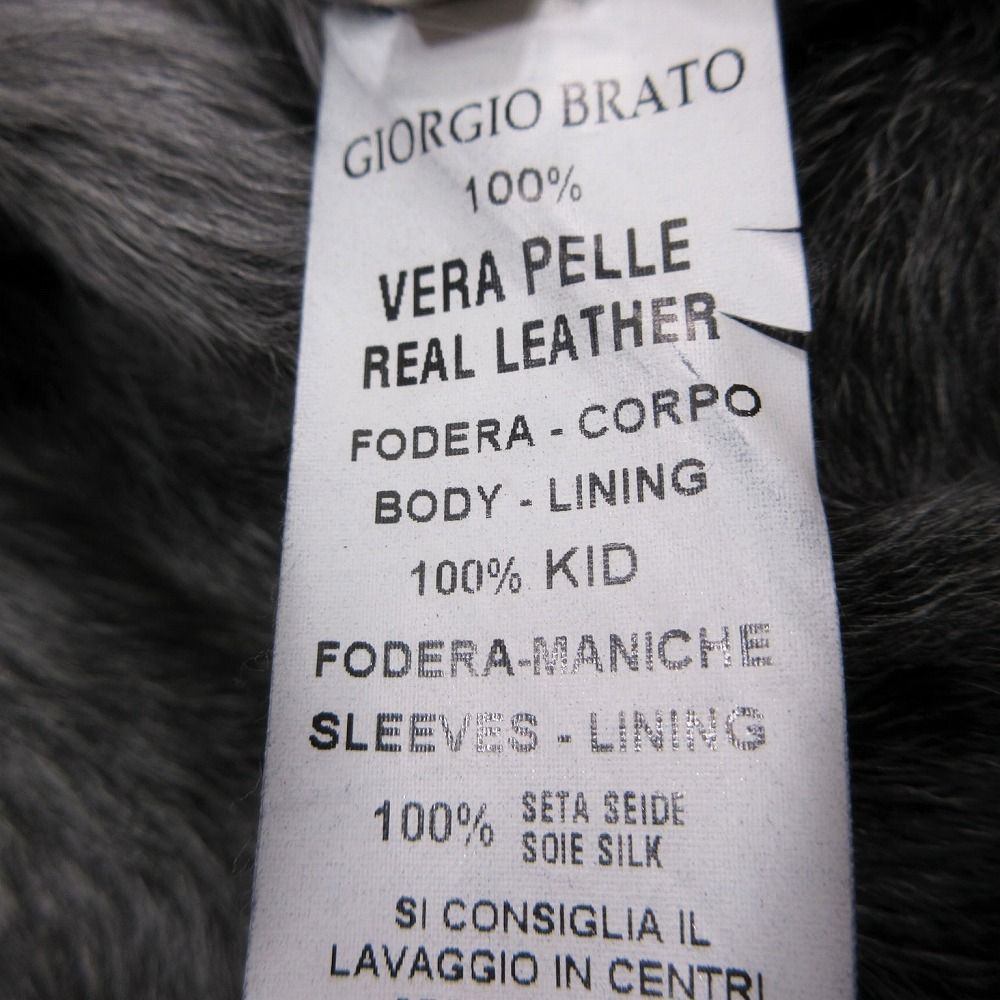 GIORGIO BRATO
100%
VERA PELLE
REAL LEATHER
FODERA - CORPO
BODY - LINING
100% KID
FODERA-MANICHE
SLEEVES - LINING
100% SETA SEIDE
SOIE SILK
SI CONSIGLIA IL
LAVAGGIO IN CENTRI